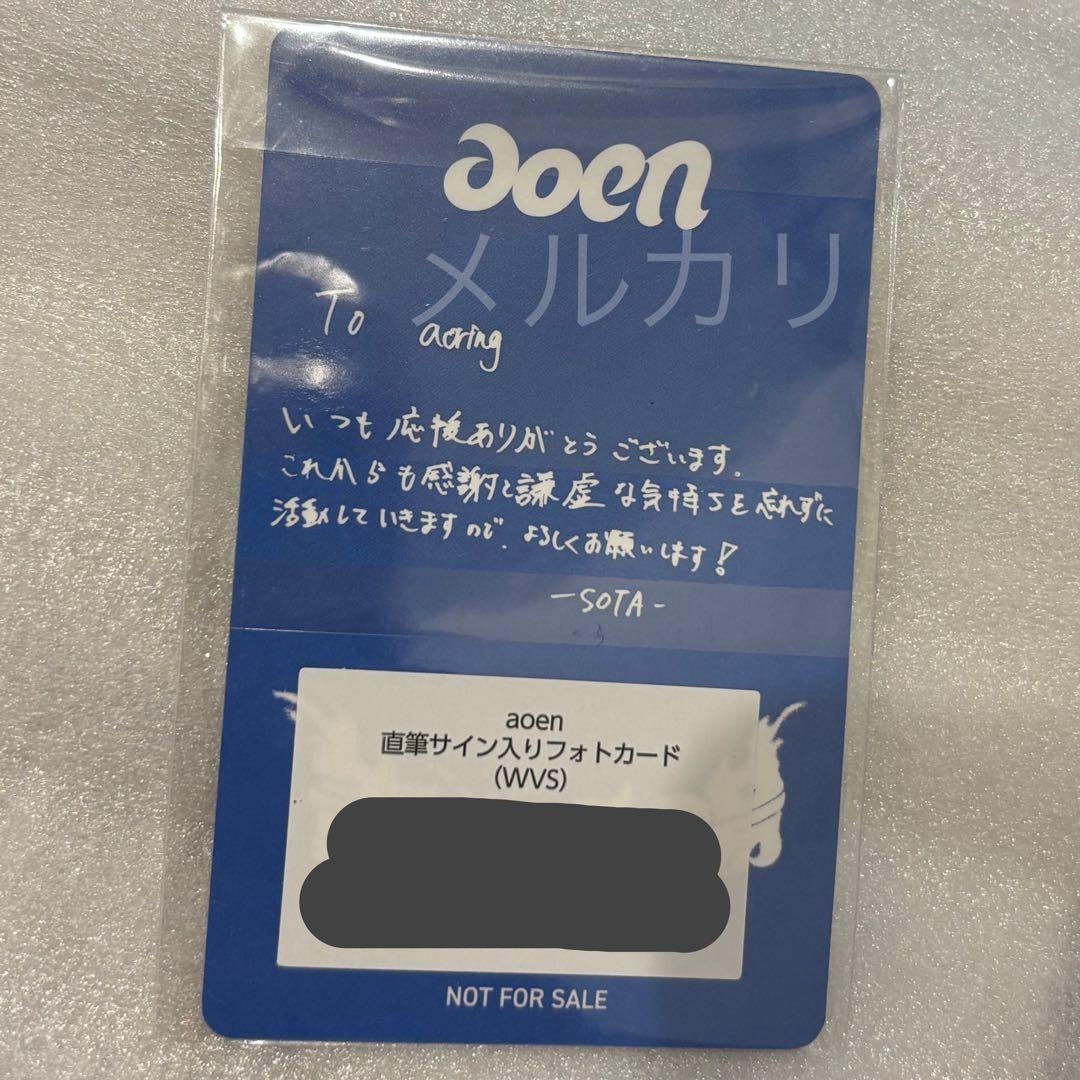 aoen
メルカリ
To aoring
いつも応援ありがとうございます。
これからも感謝と謙虚な気持ちを忘れずに
活動していきますので、よろしくお願いします!
-SOTA-
aoen
直筆サイン入りフォトカード
(WVS)
NOT FOR SALE